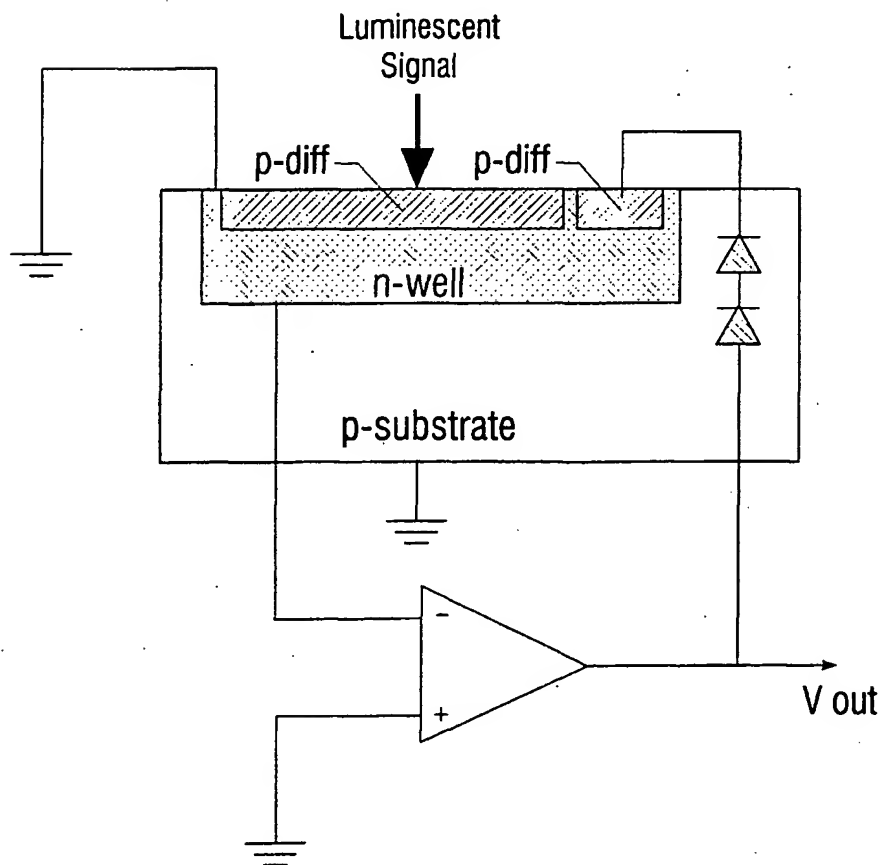 Luminescent
Signal
p-diff
p-diff
n-well
p-substrate
-
+
V out